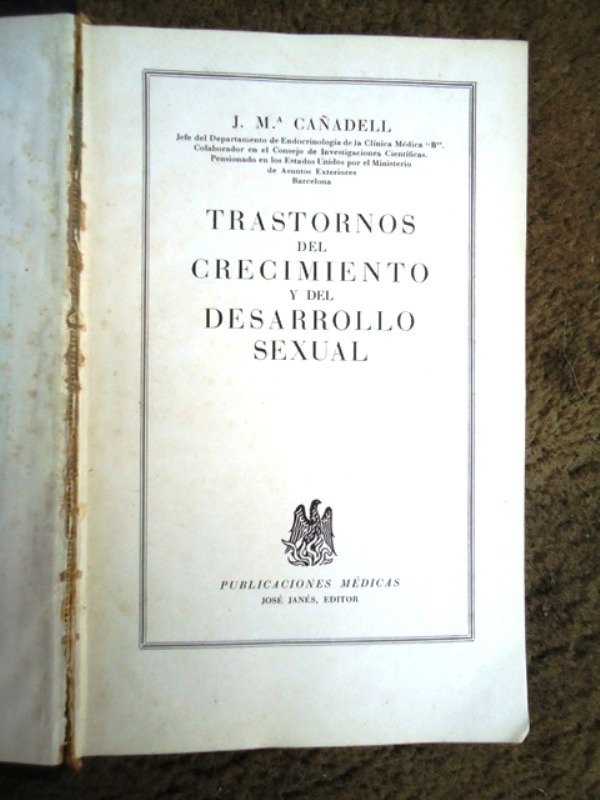 J. M.ª CAÑADELL
Jefe del Departamento de Endocrinología de la Clínica Médica "B".
Colaborador en el Consejo de Investigaciones Científicas.
Pensionado en los Estados Unidos por el Ministerio
de Asuntos Exteriores
Barcelona
TRASTORNOS
DEL
CRECIMIENTO
Y DEL
DESARROLLO
SEXUAL
PUBLICACIONES MÉDICAS
JOSÉ JANÉS, EDITOR